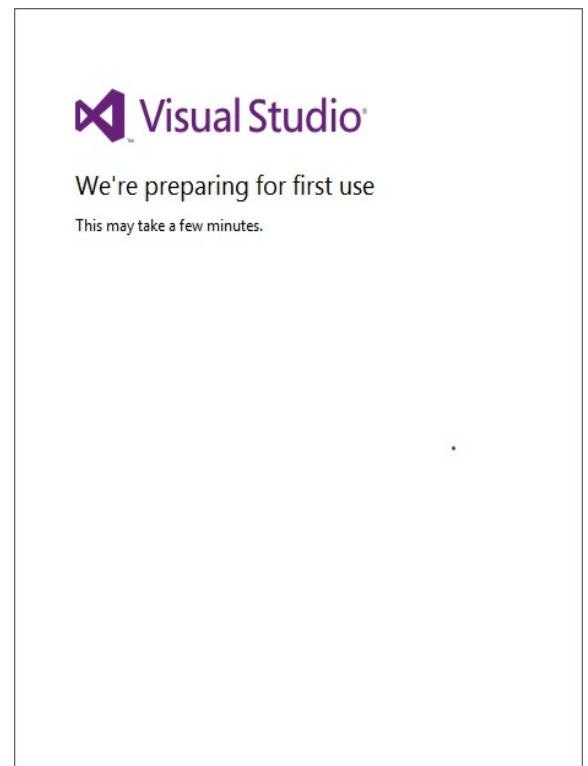 Visual Studio®
We're preparing for first use
This may take a few minutes.